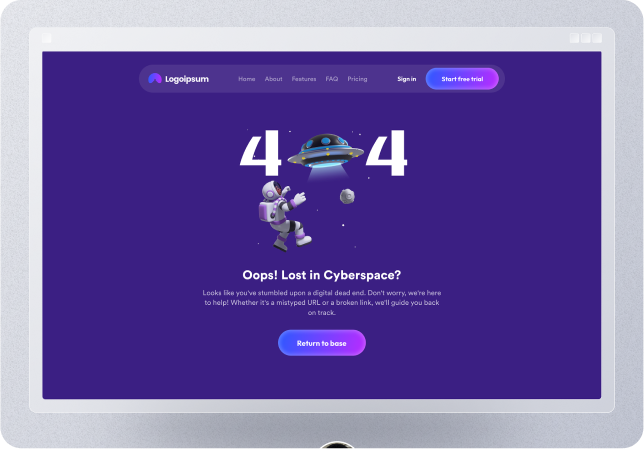 Logoipsum
Home About Features FAQ Pricing
Sign in
Start free trial
4 4
Oops! Lost in Cyberspace?
Looks like you've stumbled upon a digital dead end. Don't worry, we're here
to help! Whether it's a mistyped URL or a broken link, we'll guide you back
on track.
Return to base